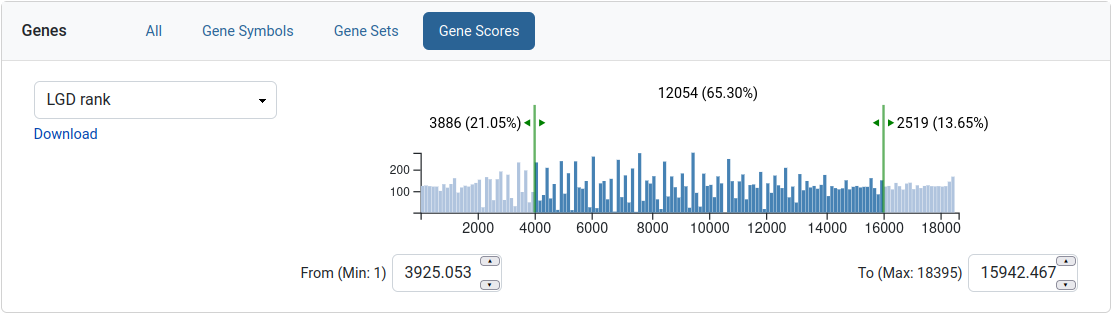 Genes All Gene Symbols Gene Sets Gene Scores
LGD rank
Download
12054 (65.30%)
3886 (21.05%) 2519 (13.65%)
200
100
2000 4000 6000 8000 10000 12000 14000 16000 18000
From (Min: 1) 3925.053 To (Max: 18395) 15942.467